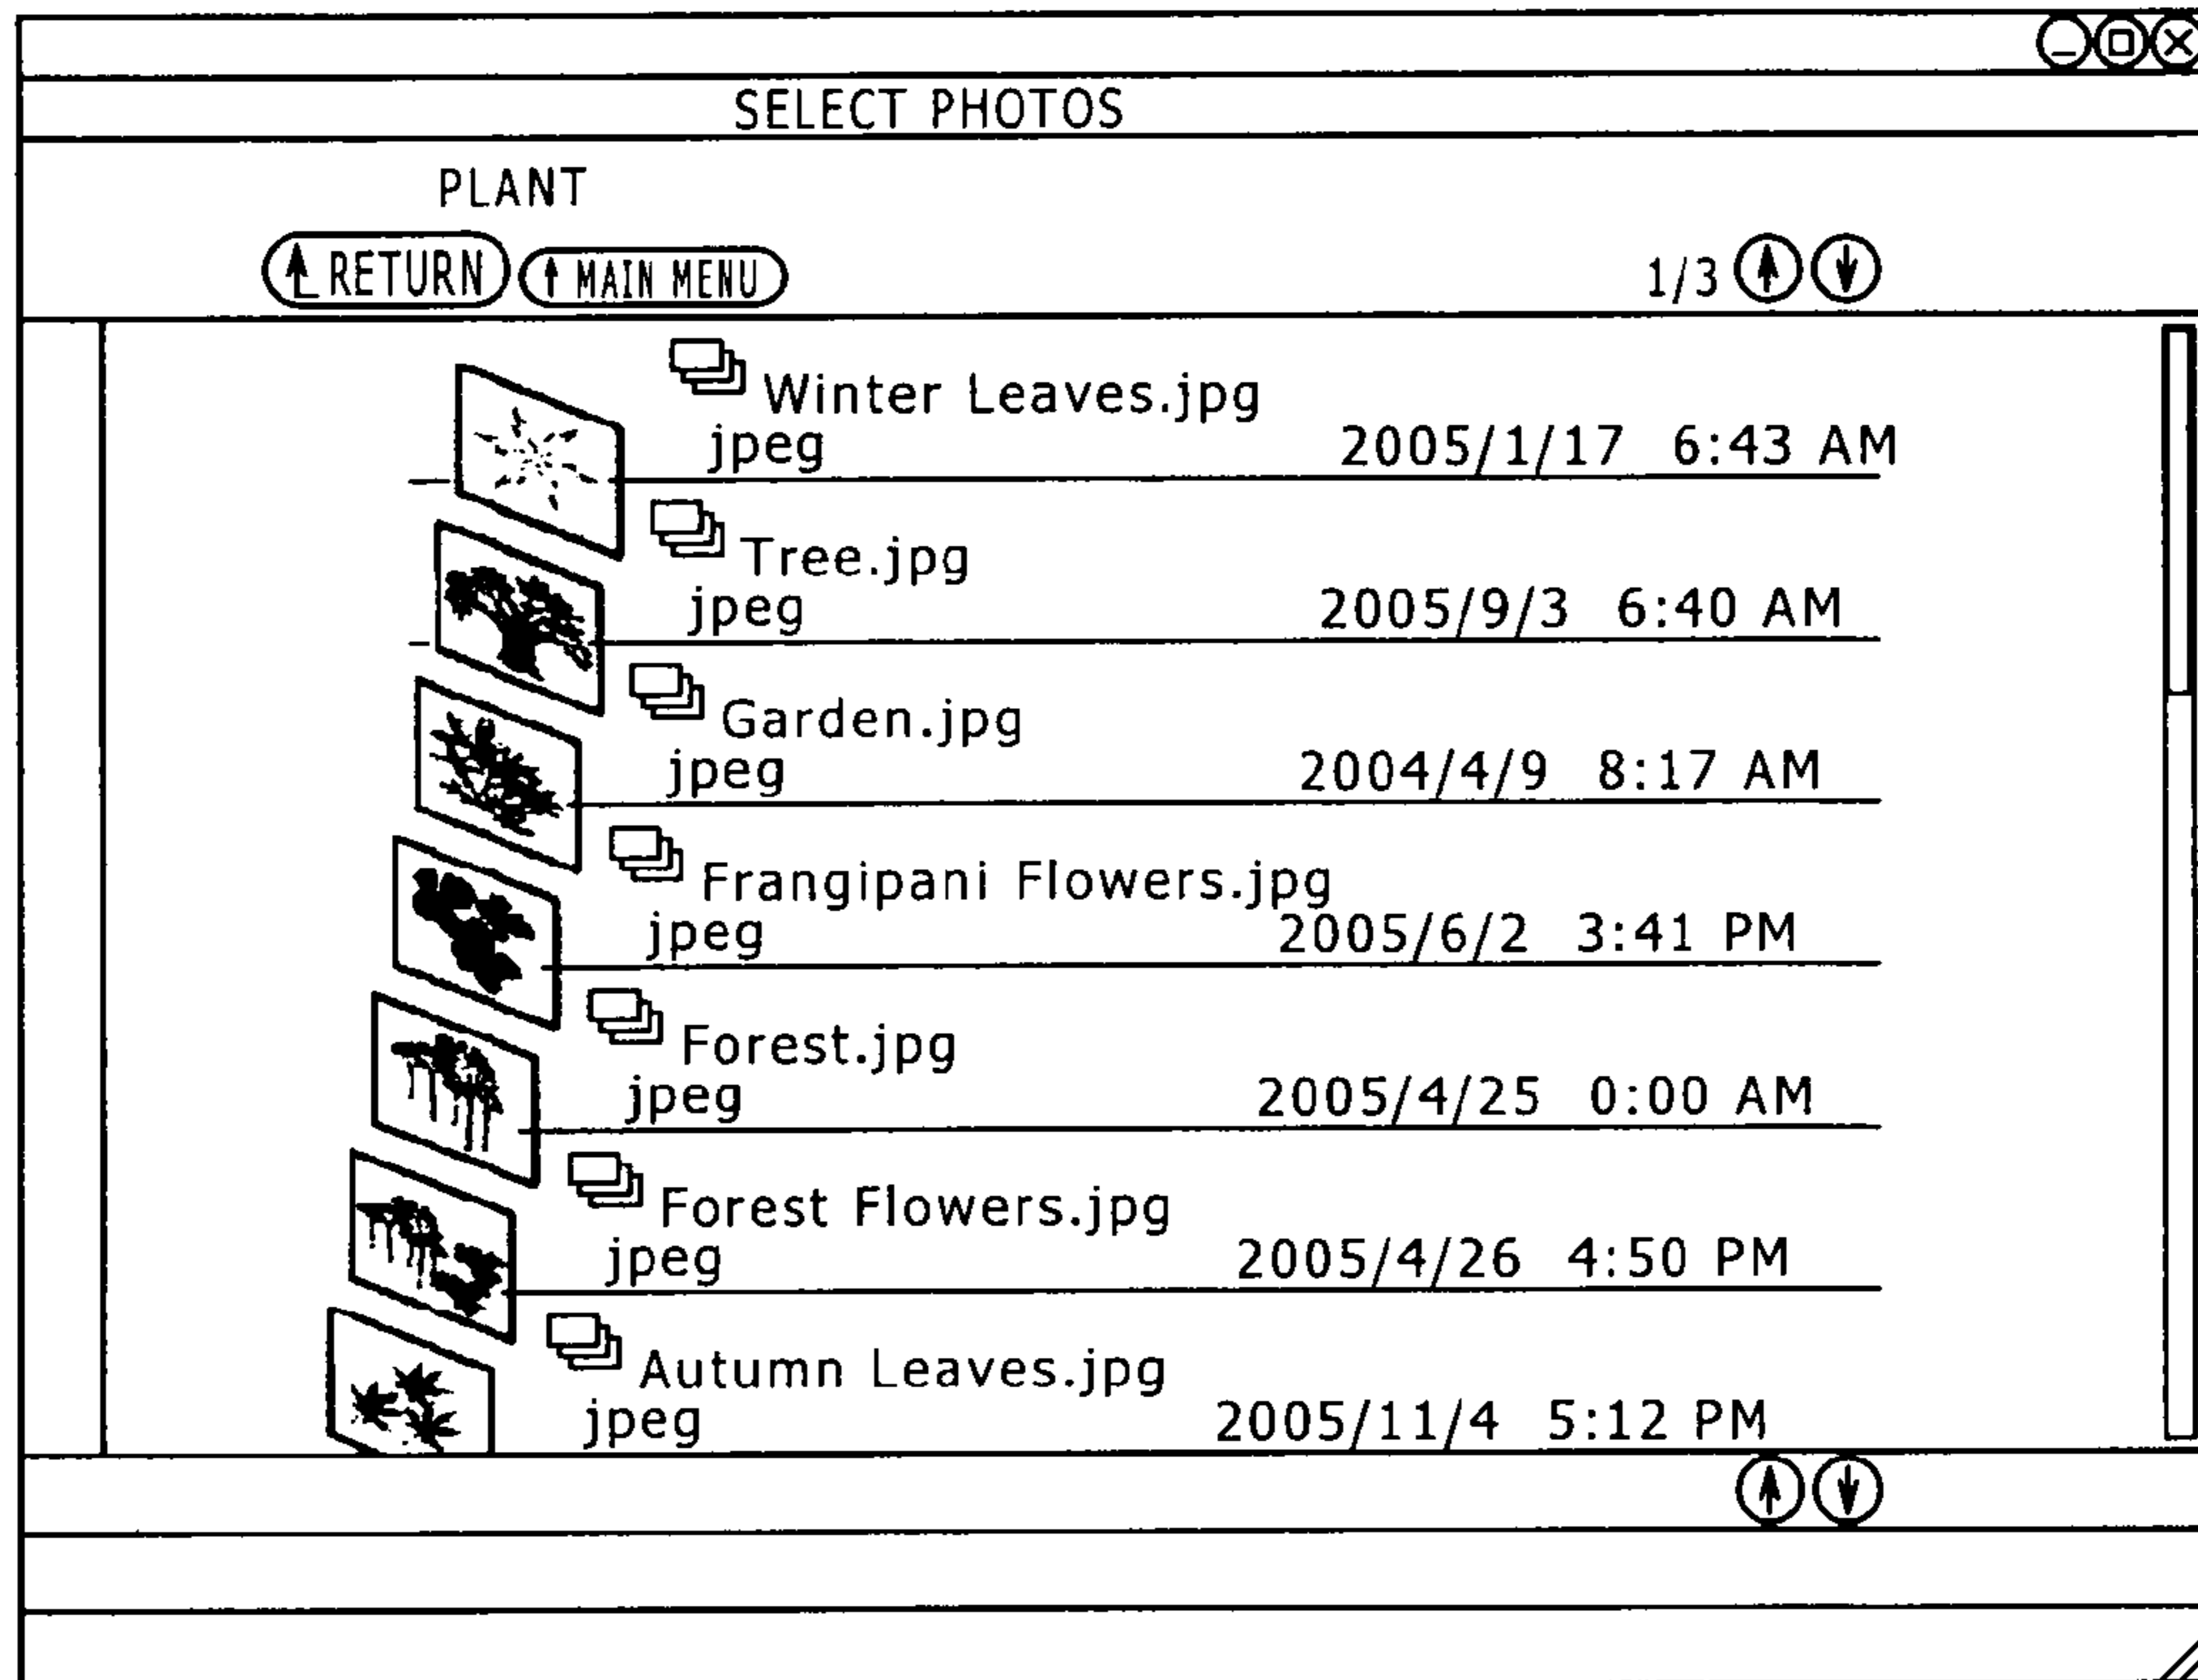 SELECT PHOTOS
PLANT
RETURN MAIN MENU 1/3
Winter Leaves.jpg
jpeg 2005/1/17 6:43 AM
Tree.jpg
jpeg 2005/9/3 6:40 AM
Garden.jpg
jpeg 2004/4/9 8:17 AM
Frangipani Flowers.jpg
jpeg 2005/6/2 3:41 PM
Forest.jpg
jpeg 2005/4/25 0:00 AM
Forest Flowers.jpg
jpeg 2005/4/26 4:50 PM
Autumn Leaves.jpg
jpeg 2005/11/4 5:12 PM